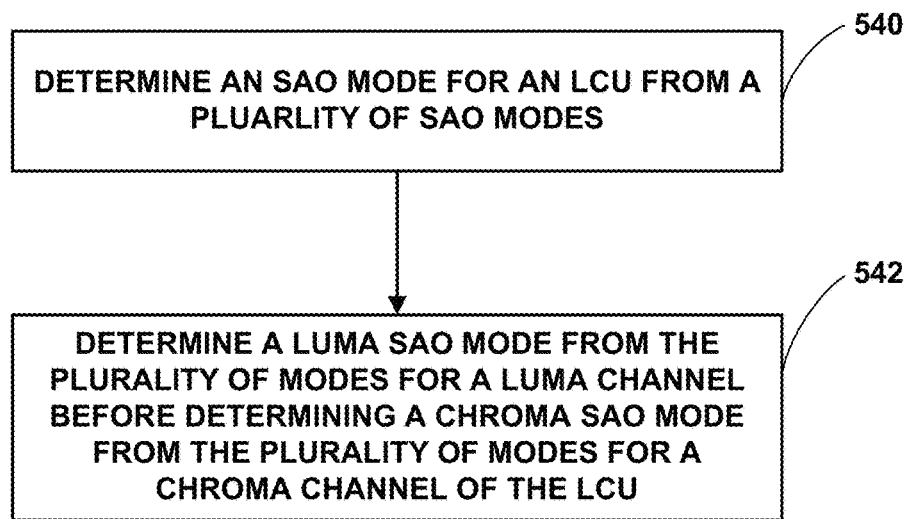 540
DETERMINE AN SAO MODE FOR AN LCU FROM A
PLUARLITY OF SAO MODES
542
DETERMINE A LUMA SAO MODE FROM THE
PLURALITY OF MODES FOR A LUMA CHANNEL
BEFORE DETERMINING A CHROMA SAO MODE
FROM THE PLURALITY OF MODES FOR A
CHROMA CHANNEL OF THE LCU